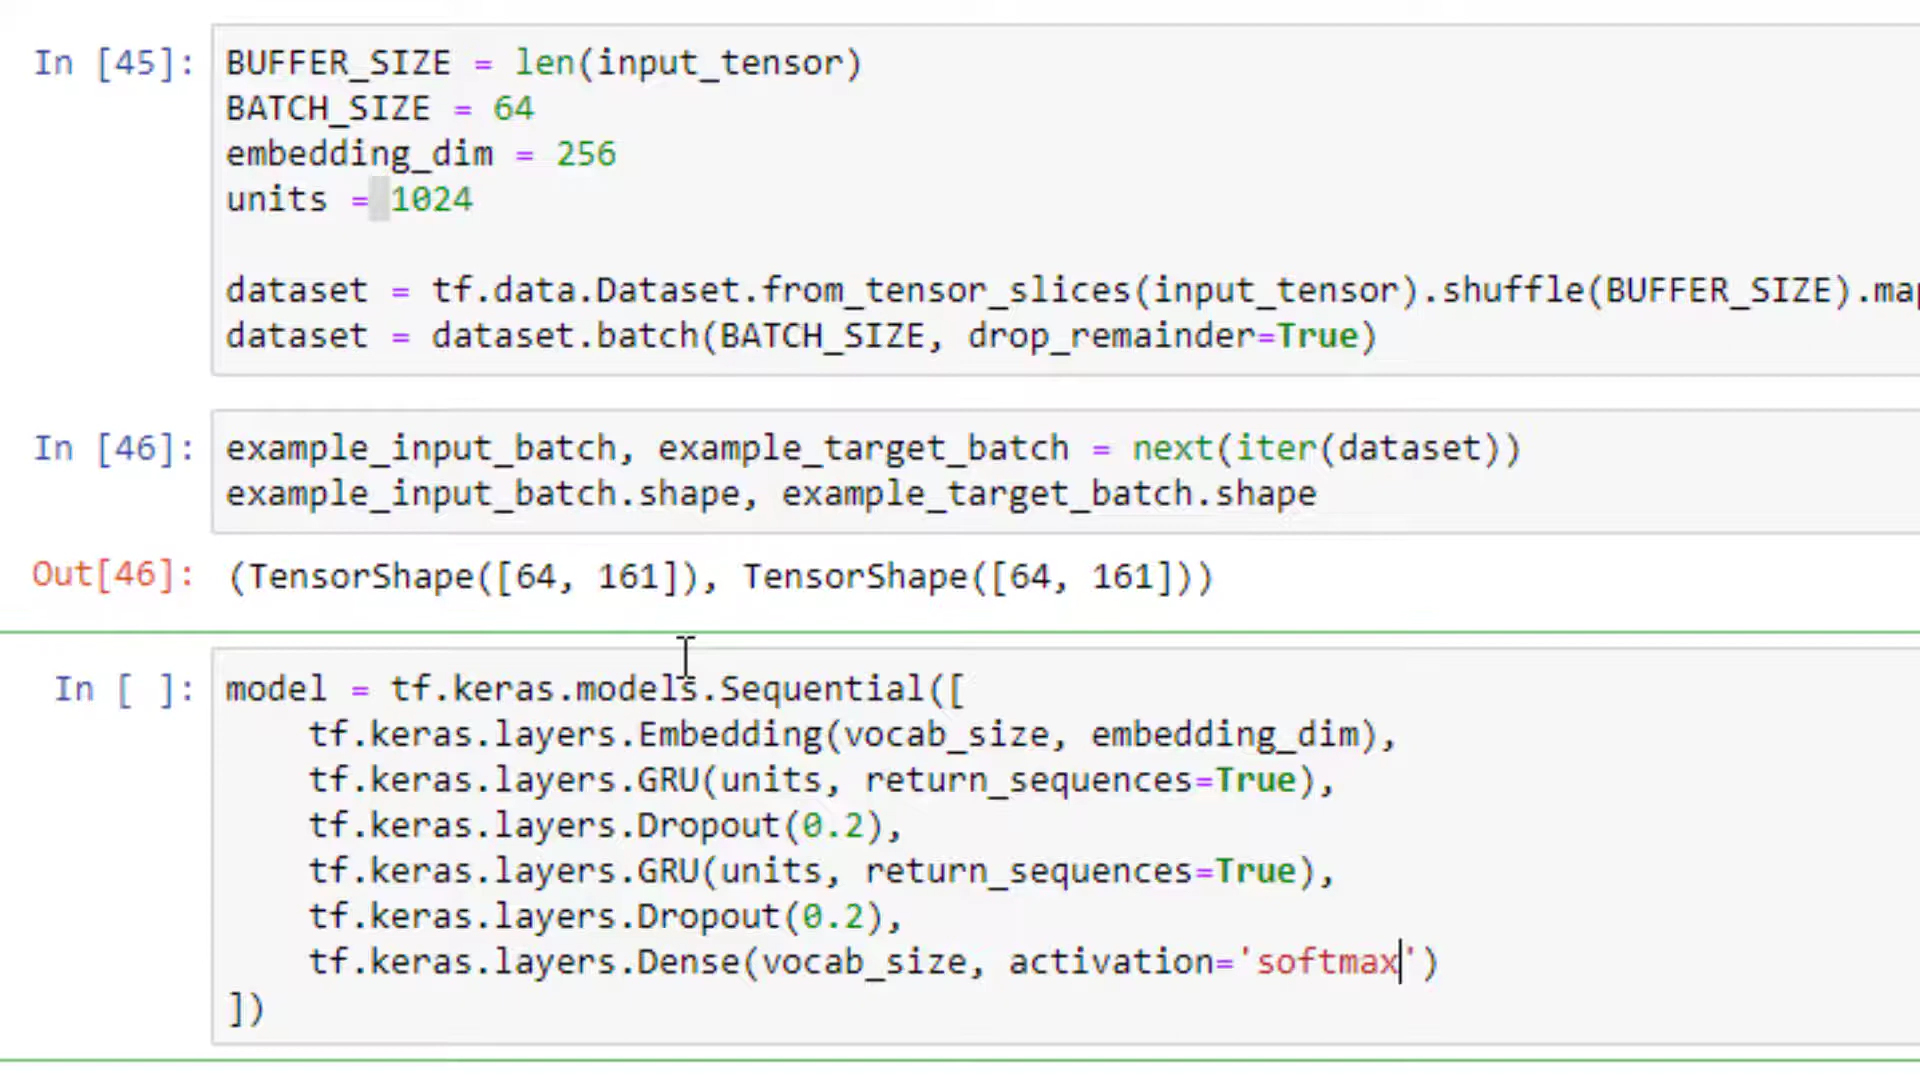 In [45]: BUFFER_SIZE = len(input_tensor)
BATCH_SIZE = 64
embedding_dim = 256
units = 1024
dataset = tf.data.Dataset.from_tensor_slices(input_tensor).shuffle(BUFFER_SIZE).map
dataset = dataset.batch(BATCH_SIZE, drop_remainder=True)
In [46]: example_input_batch, example_target_batch = next(iter(dataset))
example_input_batch.shape, example_target_batch.shape
Out[46]: (TensorShape([64, 161]), TensorShape([64, 161]))
In [ ]: model = tf.keras.models.Sequential([
    tf.keras.layers.Embedding(vocab_size, embedding_dim),
    tf.keras.layers.GRU(units, return_sequences=True),
    tf.keras.layers.Dropout(0.2),
    tf.keras.layers.GRU(units, return_sequences=True),
    tf.keras.layers.Dropout(0.2),
    tf.keras.layers.Dense(vocab_size, activation='softmax')
])